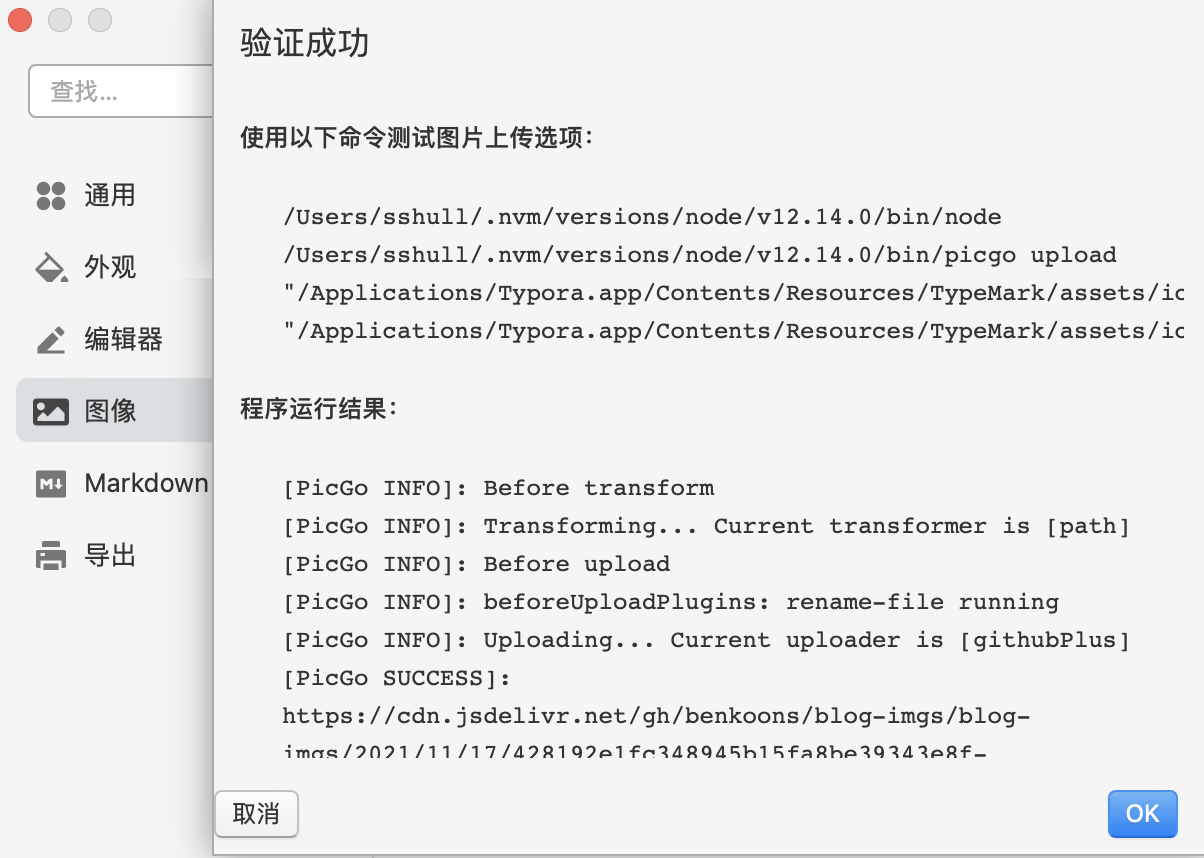 验证成功
查找...
使用以下命令测试图片上传选项：
通用
外观
编辑器
图像
Markdown
导出
/Users/sshull/.nvm/versions/node/v12.14.0/bin/node
/Users/sshull/.nvm/versions/node/v12.14.0/bin/picgo upload
"/Applications/Typora.app/Contents/Resources/TypeMark/assets/ic
"/Applications/Typora.app/Contents/Resources/TypeMark/assets/ic
程序运行结果：
[PicGo INFO]: Before transform
[PicGo INFO]: Transforming... Current transformer is [path]
[PicGo INFO]: Before upload
[PicGo INFO]: beforeUploadPlugins: rename-file running
[PicGo INFO]: Uploading... Current uploader is [githubPlus]
[PicGo SUCCESS]:
https://cdn.jsdelivr.net/gh/benkoons/blog-imgs/blog-
imgs/2021/11/17/428192e1fc348945b15fa8be39343e8f-
取消
OK